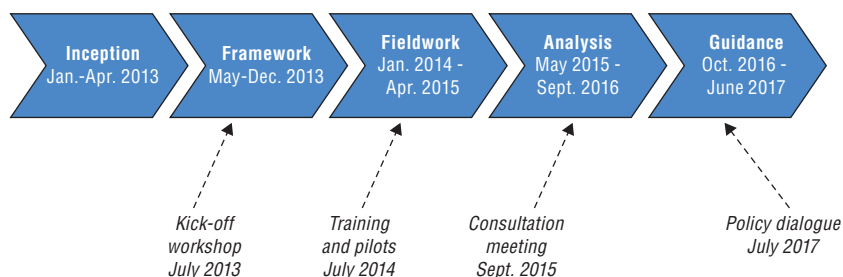 Inception
Jan.-Apr. 2013
Framework
May-Dec. 2013
Fieldwork
Jan. 2014 -
Apr. 2015
Analysis
May 2015 -
Sept. 2016
Guidance
Oct. 2016 -
June 2017
Kick-off
workshop
July 2013
Training
and pilots
July 2014
Consultation
meeting
Sept. 2015
Policy dialogue
July 2017